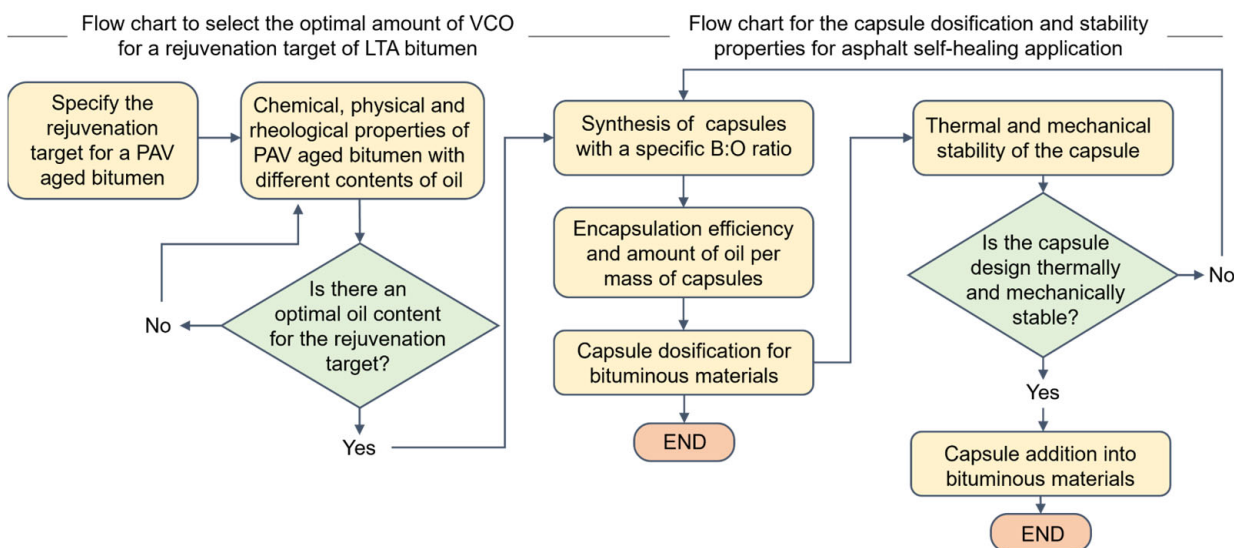 Flow chart to select the optimal amount of VCO
for a rejuvenation target of LTA bitumen
Flow chart for the capsule dosification and stability
properties for asphalt self-healing application
Specify the
rejuvenation
target for a PAV
aged bitumen
Chemical, physical and
rheological properties of
PAV aged bitumen with
different contents of oil
Is there an
optimal oil content
for the rejuvenation
target?
No
Yes
Synthesis of capsules
with a specific B:O ratio
Encapsulation efficiency
and amount of oil per
mass of capsules
Capsule dosification for
bituminous materials
END
Thermal and mechanical
stability of the capsule
Is the capsule
design thermally
and mechanically
stable?
No
Yes
Capsule addition into
bituminous materials
END